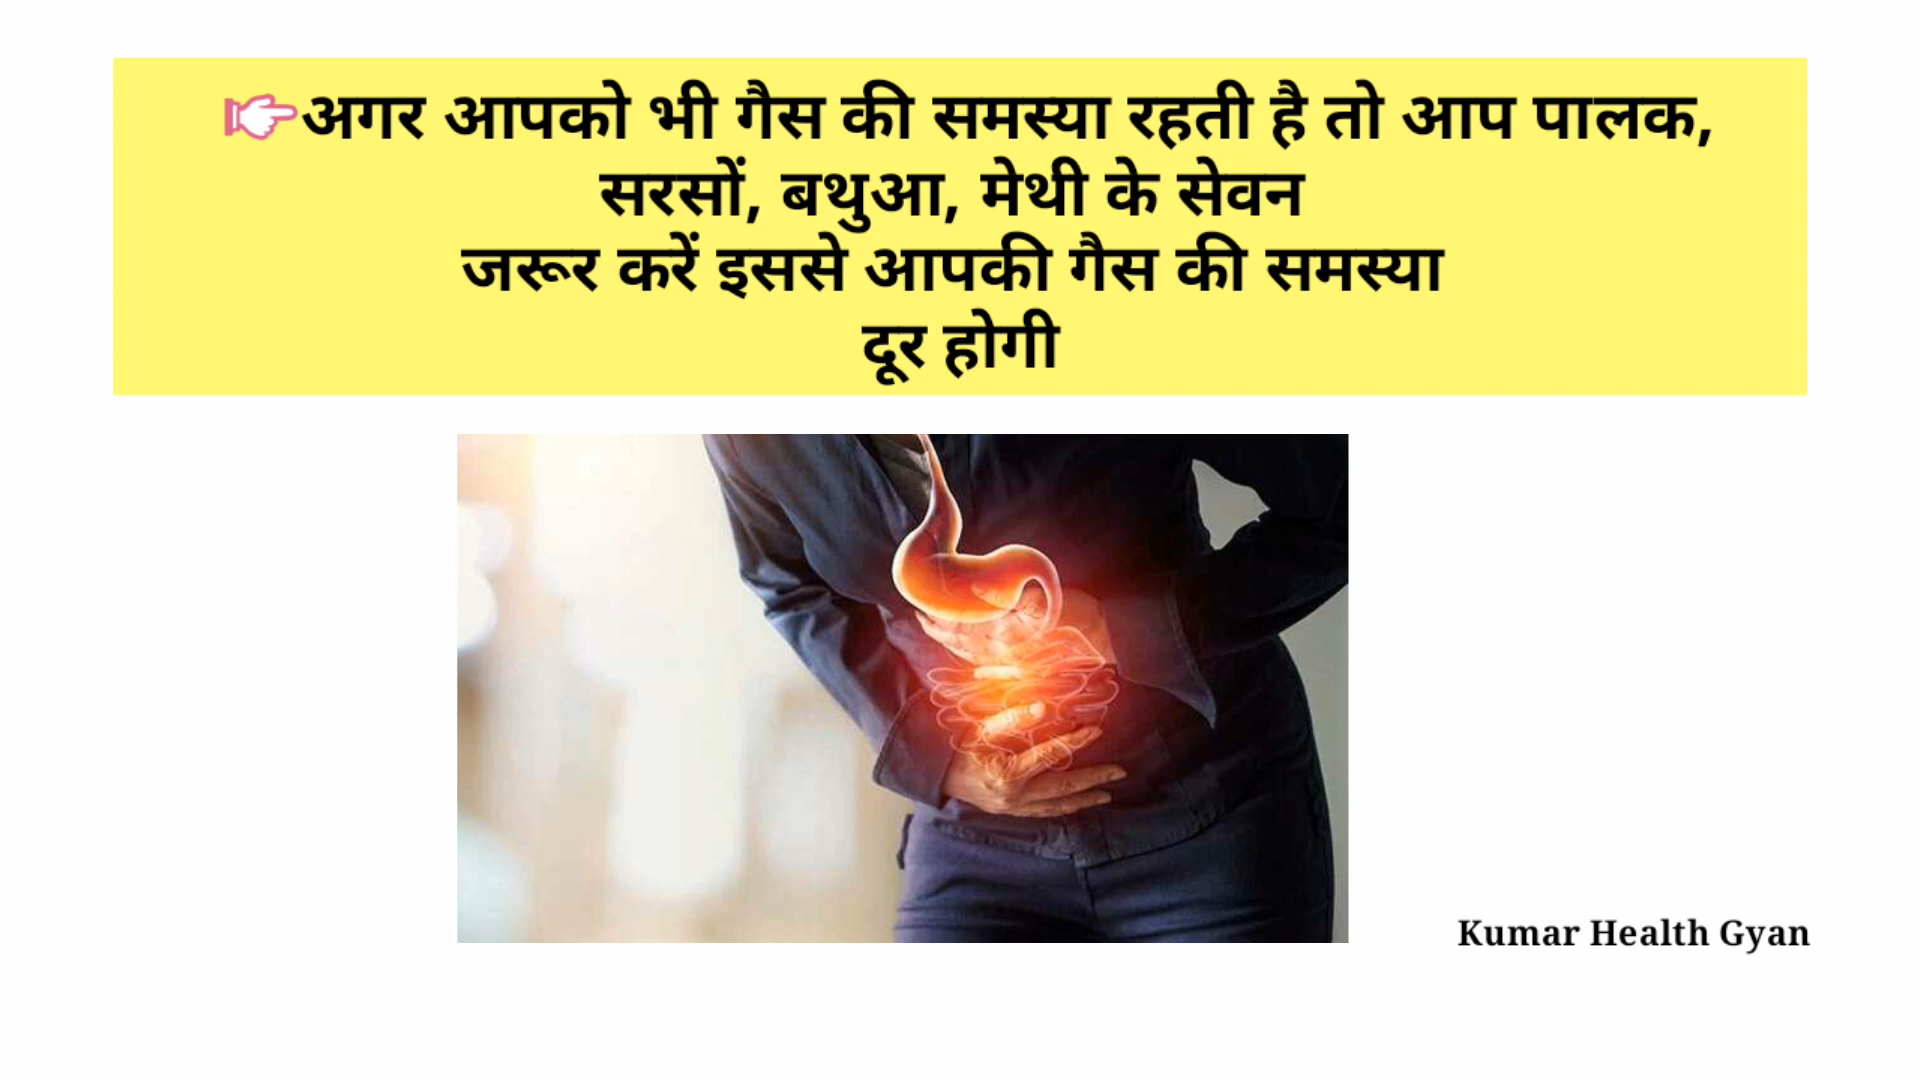 👉अगर आपको भी गैस की समस्या रहती है तो आप पालक,
सरसों, बथुआ, मेथी के सेवन
जरूर करें इससे आपकी गैस की समस्या
दूर होगी
Kumar Health Gyan